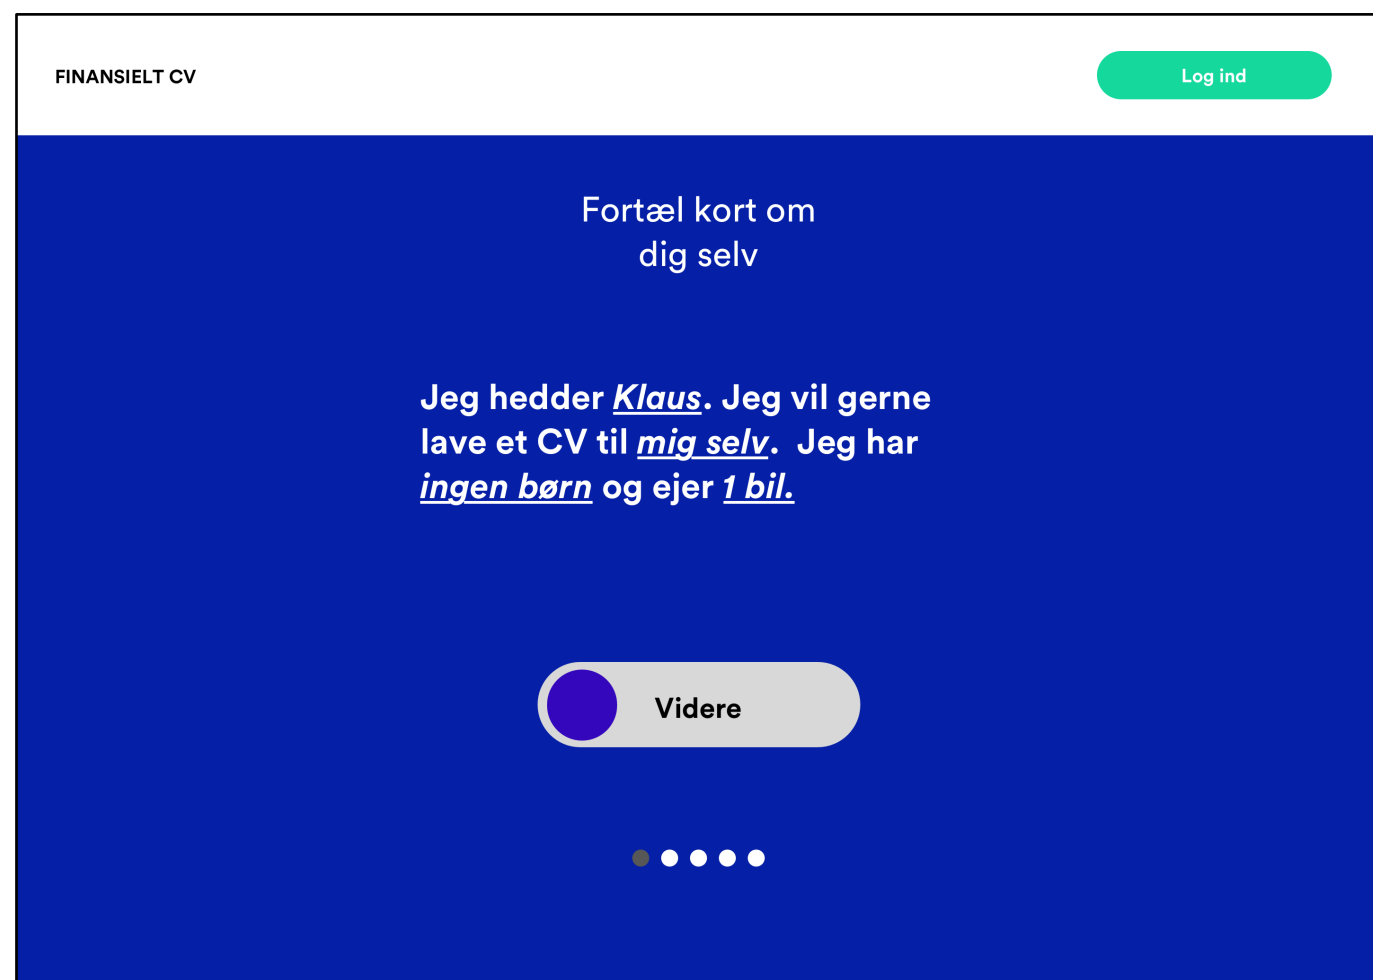 FINANSIELT CV
Log ind
Fortæl kort om
dig selv
Jeg hedder Klaus. Jeg vil gerne
lave et CV til mig selv.  Jeg har
ingen børn og ejer 1 bil.
Videre